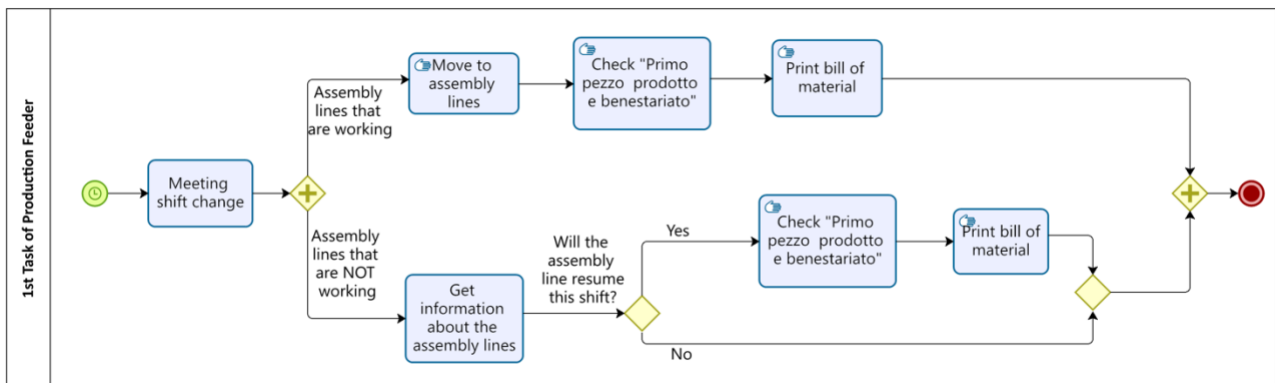 1st Task of Production Feeder
Meeting
shift change
Assembly
lines that
are working
Move to
assembly
lines
Check "Primo
pezzo prodotto
e benestariato"
Print bill of
material
Assembly
lines that
are NOT
working
Get
information
about the
assembly lines
Will the
assembly
line resume
this shift?
Yes
Check "Primo
pezzo prodotto
e benestariato"
Print bill of
material
No